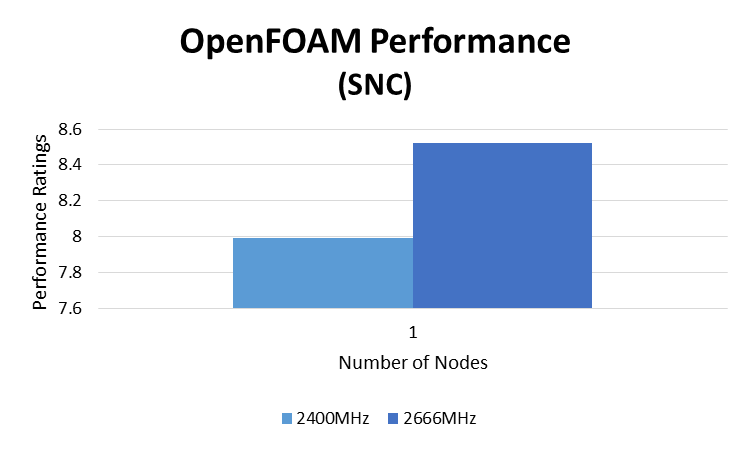 OpenFOAM Performance
(SNC)
Performance Ratings
8.6
8.4
8.2
8
7.8
7.6
1
Number of Nodes
2400MHz 2666MHz